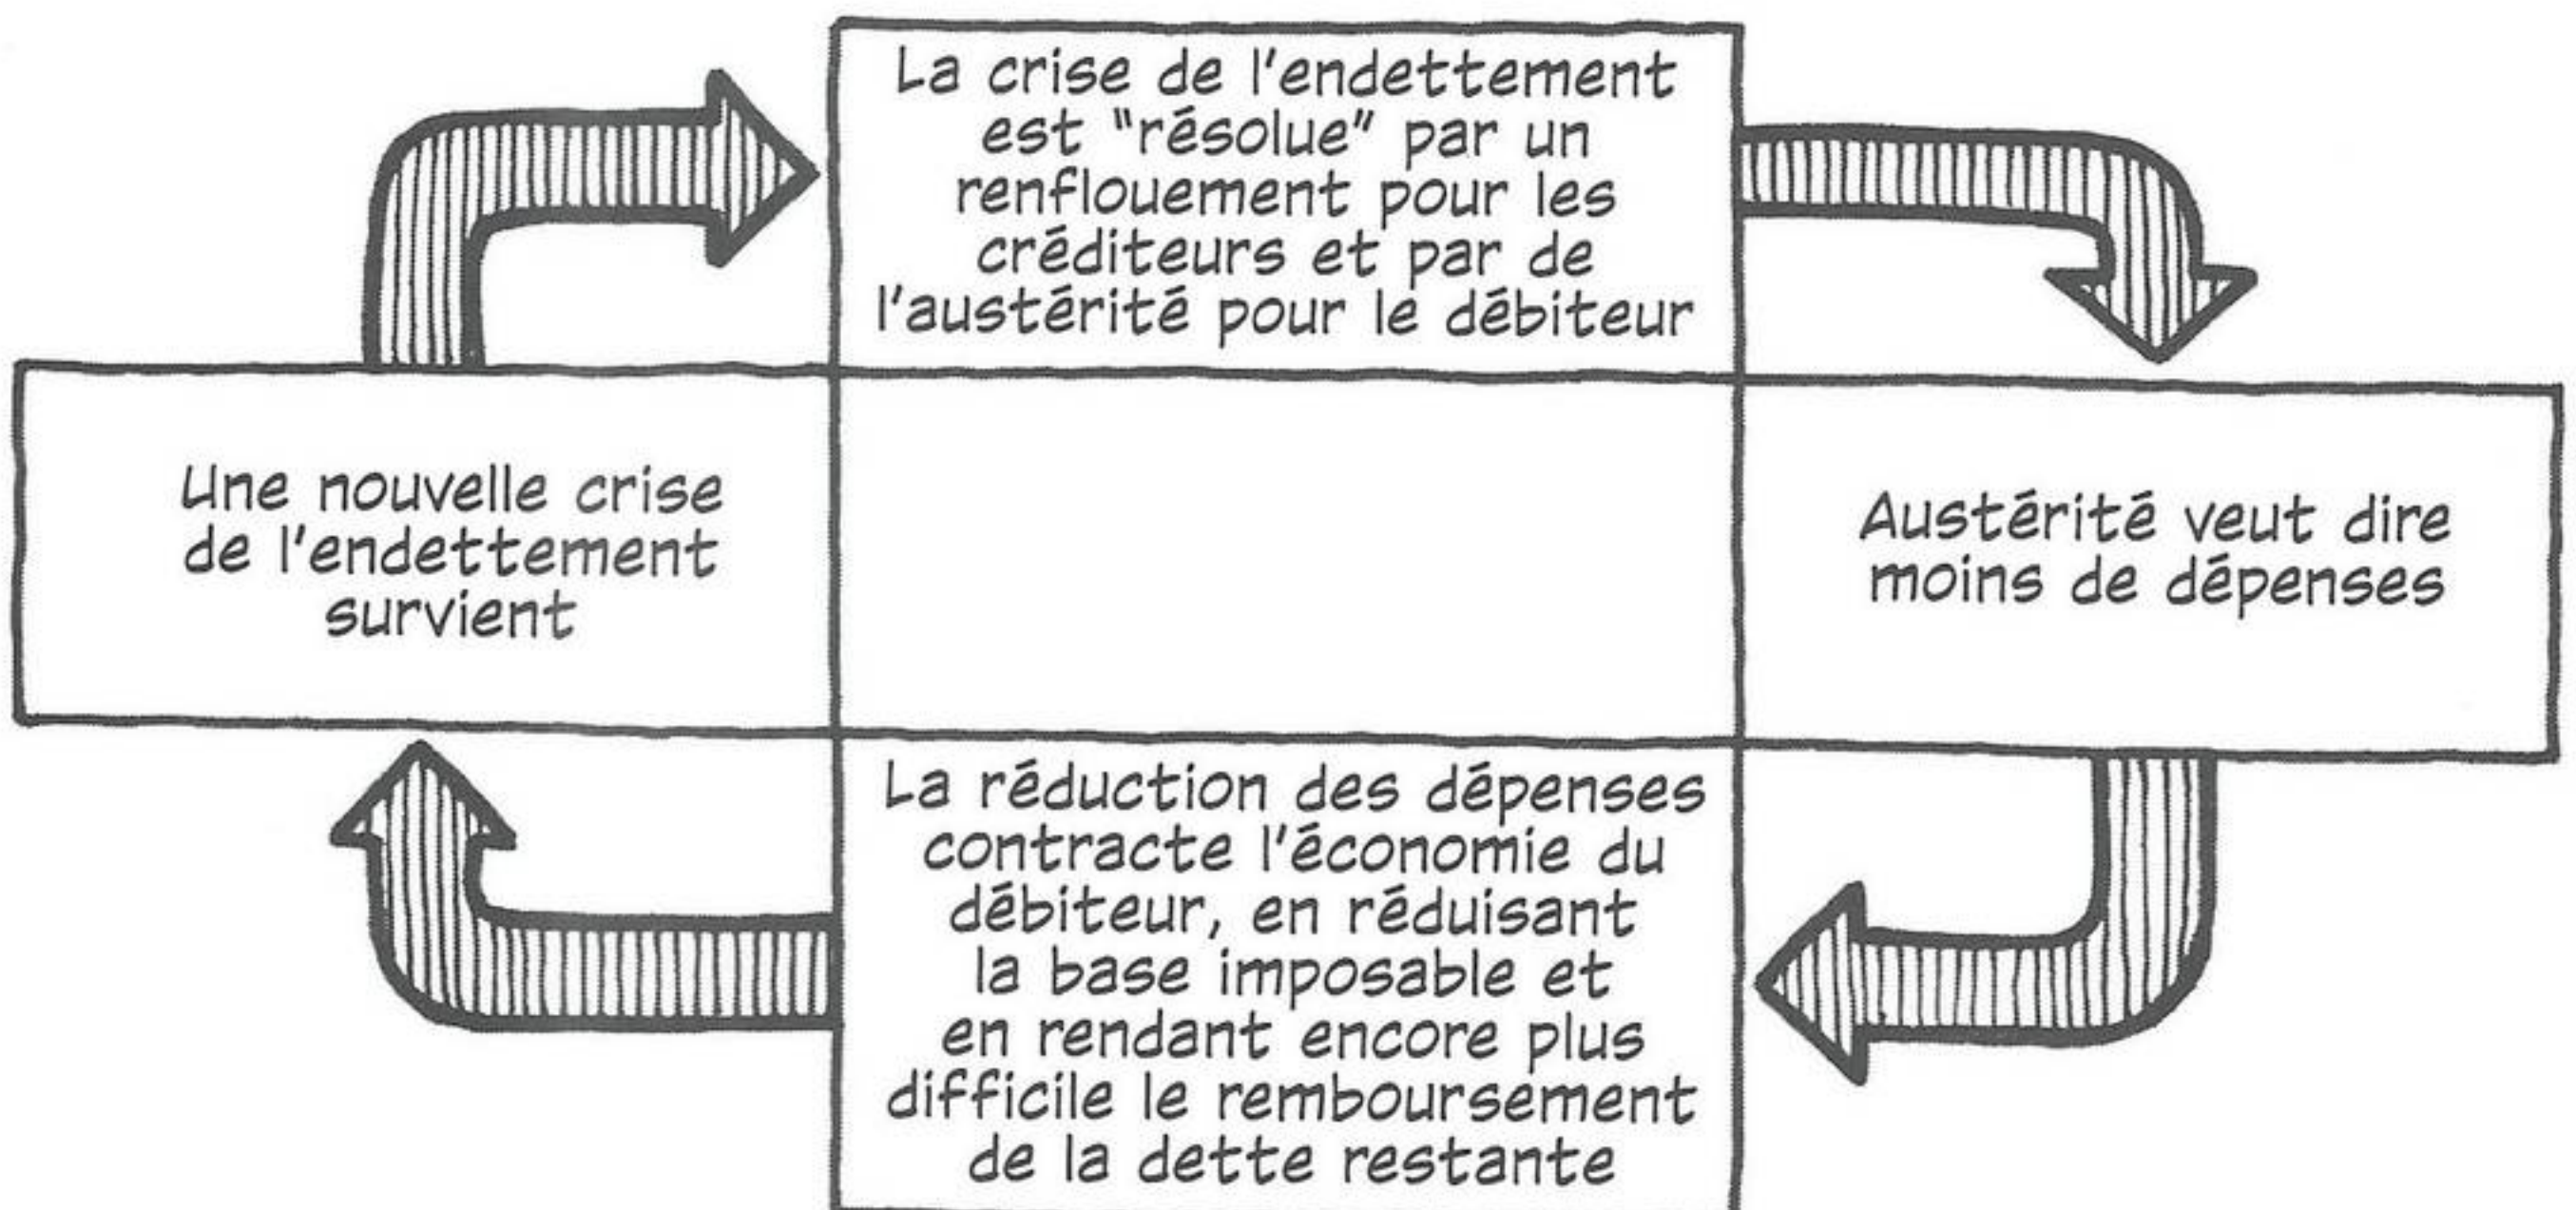 La crise de l'endettement
est "résolue" par un
renflouement pour les
créditeurs et par de
l'austérité pour le débiteur
Une nouvelle crise
de l'endettement
survient
Austérité veut dire
moins de dépenses
La réduction des dépenses
contracte l'économie du
débiteur, en réduisant
la base imposable et
en rendant encore plus
difficile le remboursement
de la dette restante